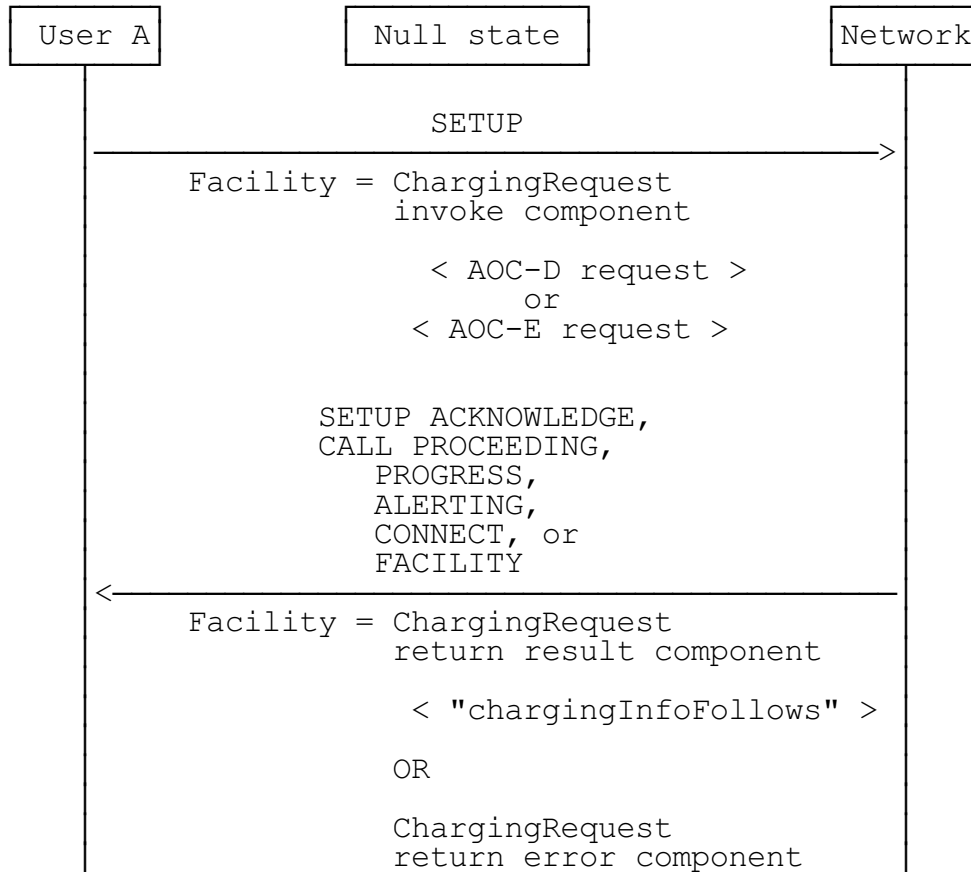 User A Null state Network
SETUP
Facility = ChargingRequest
invoke component
< AOC-D request >
or
< AOC-E request >
SETUP ACKNOWLEDGE,
CALL PROCEEDING,
PROGRESS,
ALERTING,
CONNECT, or
FACILITY
Facility = ChargingRequest
return result component
< "chargingInfoFollows" >
OR
ChargingRequest
return error component